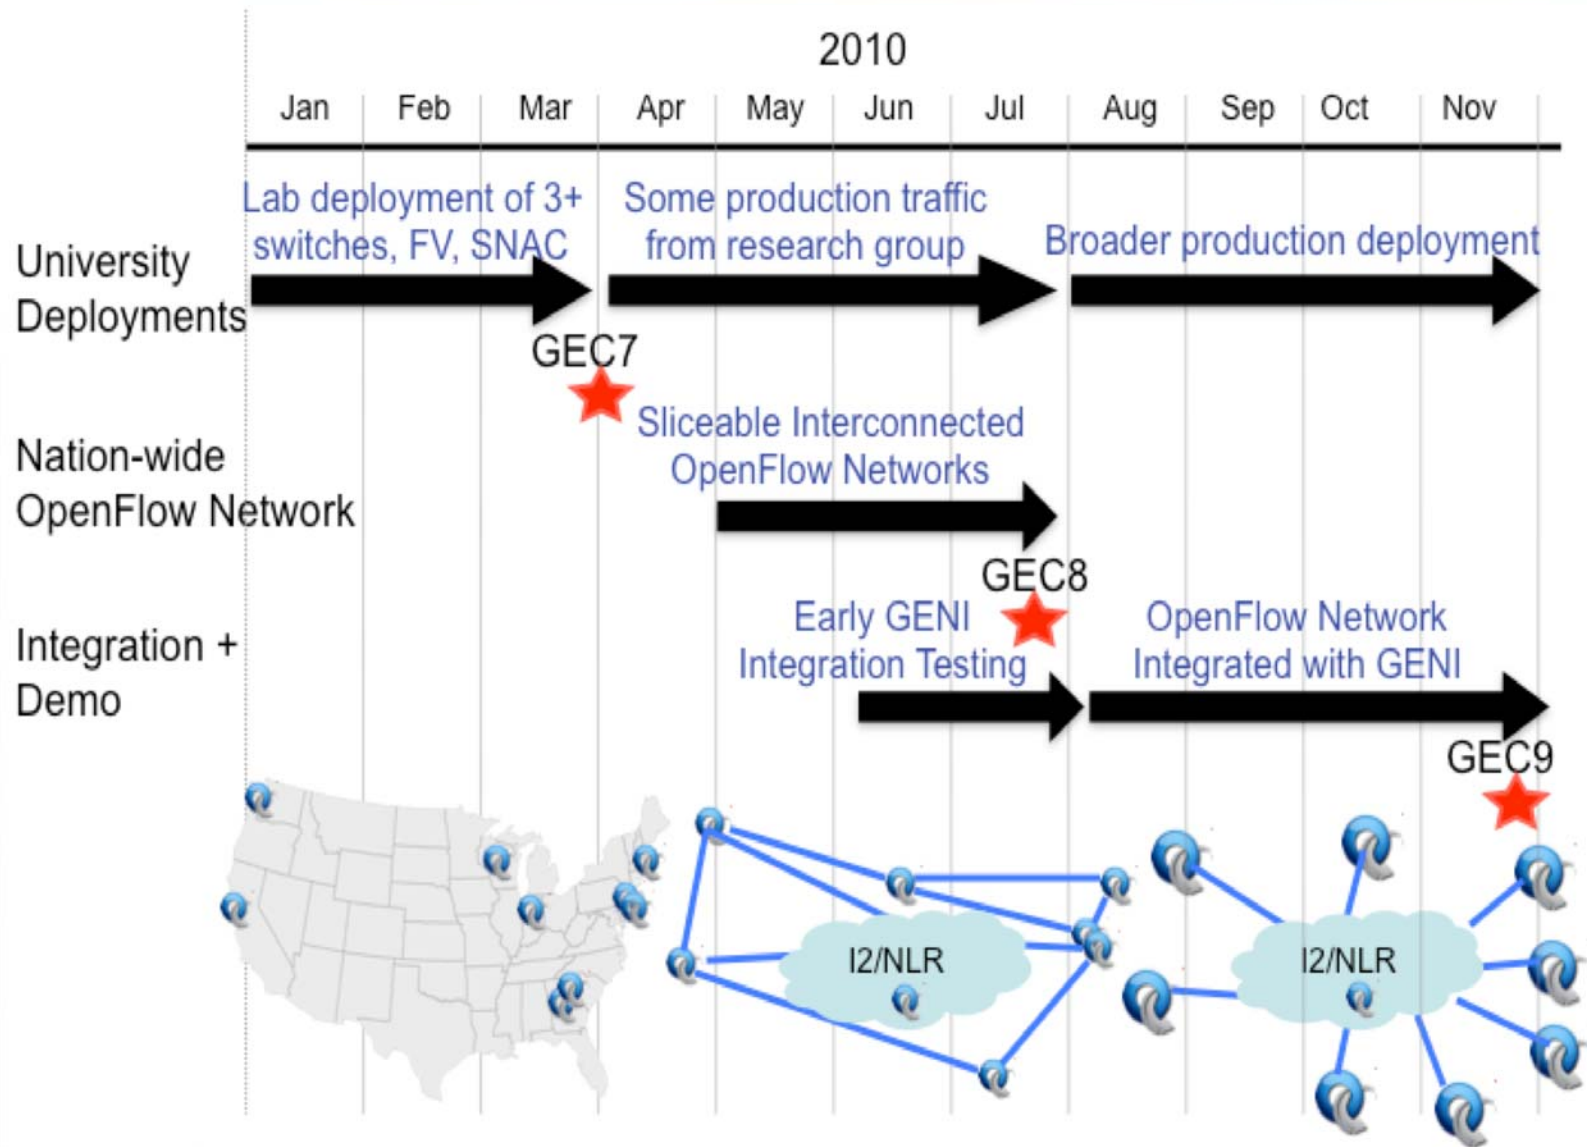 2010
Jan Feb Mar Apr May Jun Jul Aug Sep Oct Nov
Lab deployment of 3+
switches, FV, SNAC
Some production traffic
from research group
Broader production deployment
University
Deployments
GEC7
Sliceable Interconnected
OpenFlow Networks
Nation-wide
OpenFlow Network
GEC8
Early GENI
Integration Testing
OpenFlow Network
Integrated with GENI
Integration +
Demo
GEC9
I2/NLR
I2/NLR